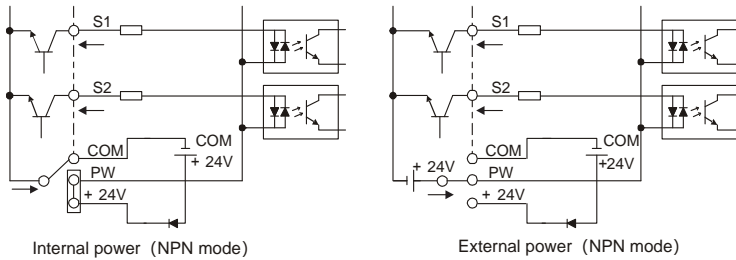 S1
S2
COM
COM
+ 24V
PW
+ 24V
Internal power (NPN mode)
S1
S2
COM
COM
+24V
+ 24V
PW
+ 24V
External power (NPN mode)